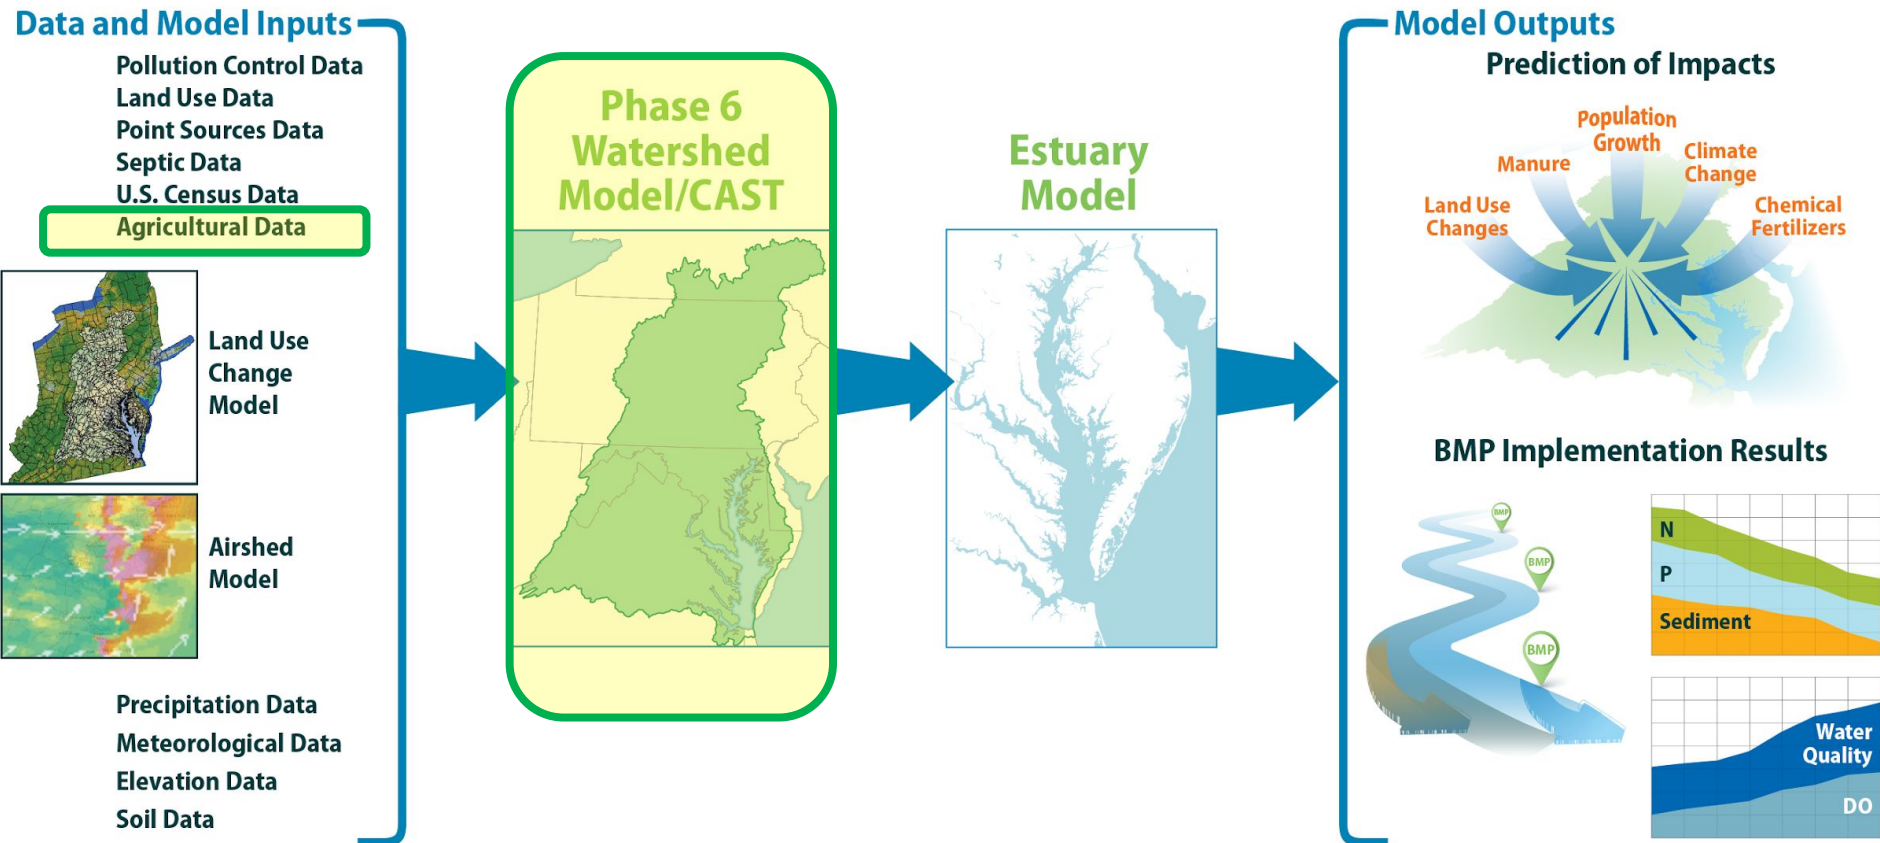 Data and Model Inputs
Pollution Control Data
Land Use Data
Point Sources Data
Septic Data
U.S. Census Data
Agricultural Data
Land Use
Change
Model
Airshed
Model
Precipitation Data
Meteorological Data
Elevation Data
Soil Data
Phase 6
Watershed
Model/CAST
Estuary
Model
Model Outputs
Prediction of Impacts
Population
Growth
Manure
Climate
Change
Land Use
Changes
Chemical
Fertilizers
BMP Implementation Results
BMP
BMP
BMP
N
P
Sediment
Water
Quality
DO